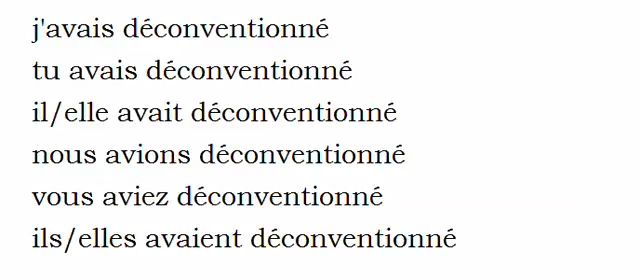 j'avais déconventionné
tu avais déconventionné
il/elle avait déconventionné
nous avions déconventionné
vous aviez déconventionné
ils/elles avaient déconventionné